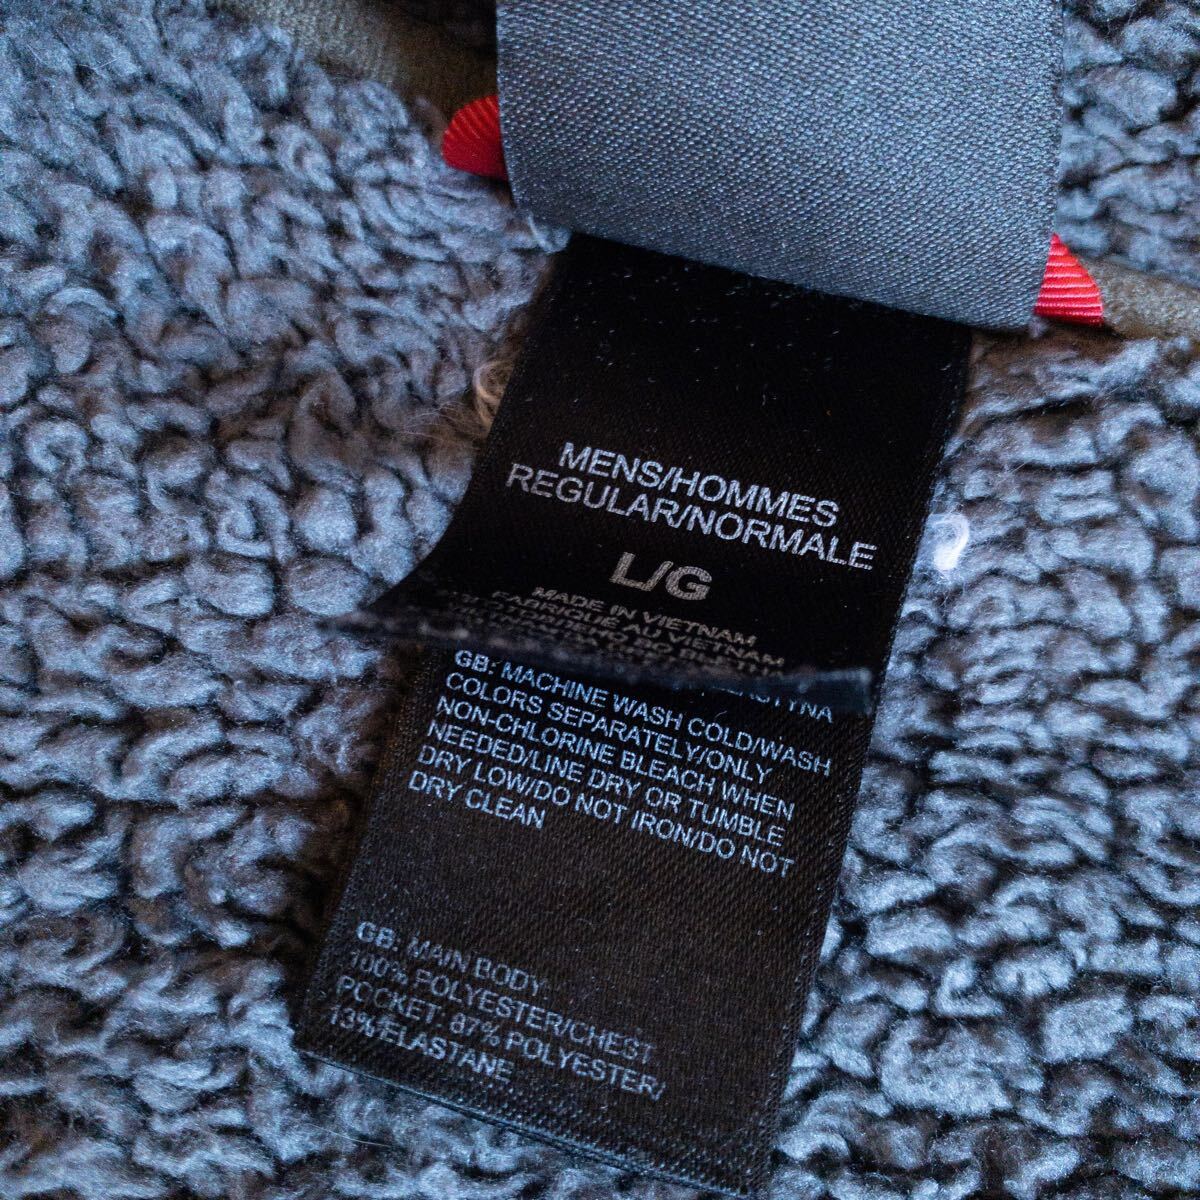 MENS/HOMMES
REGULAR/NORMALE
L/G
MADE IN VIETNAM
FABRIQUÉ AU VIETNAM
GB: MACHINE WASH COLD/WASH
COLORS SEPARATELY/ONLY
NON-CHLORINE BLEACH WHEN
NEEDED/LINE DRY OR TUMBLE
DRY LOW/DO NOT IRON/DO NOT
DRY CLEAN
GB: MAIN BODY:
100% POLYESTER/CHEST
POCKET: 87% POLYESTER/
13%/ELASTANE